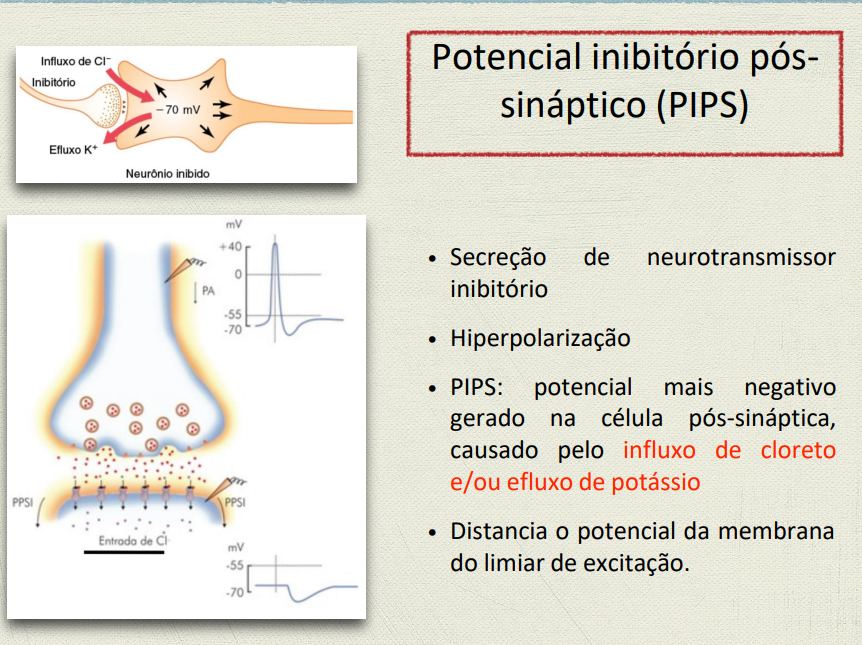 Potencial inibitório pós-
sináptico (PIPS)
Influxo de Cl⁻
Inibitório
−70 mV
Efluxo K⁺
Neurônio inibido
mV
+40
0
PA
-55
-70
PPSI
PPSI
Entrada de Cl⁻
mV
-55
-70
• Secreção de neurotransmissor
inibitório
• Hiperpolarização
• PIPS: potencial mais negativo
gerado na célula pós-sináptica,
causado pelo influxo de cloreto
e/ou efluxo de potássio
• Distancia o potencial da membrana
do limiar de excitação.